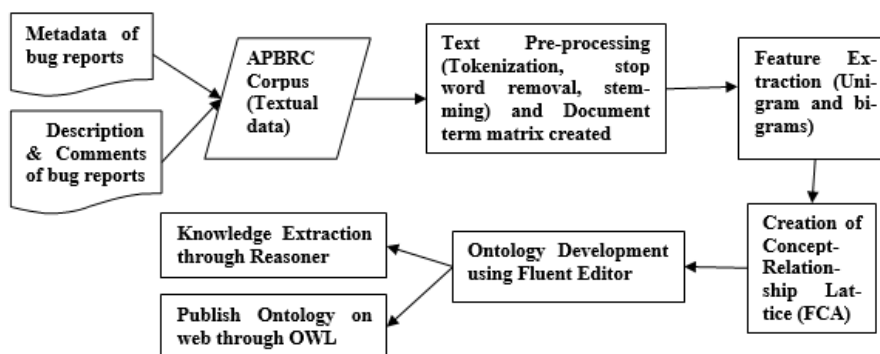 Metadata of
bug reports
Description
& Comments
of bug reports
APBRC
Corpus
(Textual
data)
Text Pre-processing
(Tokenization, stop
word removal, stem-
ming) and Document
term matrix created
Feature Ex-
traction (Uni-
gram and bi-
grams)
Creation of
Concept-
Relation-
ship Lat-
tice (FCA)
Ontology Development
using Fluent Editor
Knowledge Extraction
through Reasoner
Publish Ontology on
web through OWL